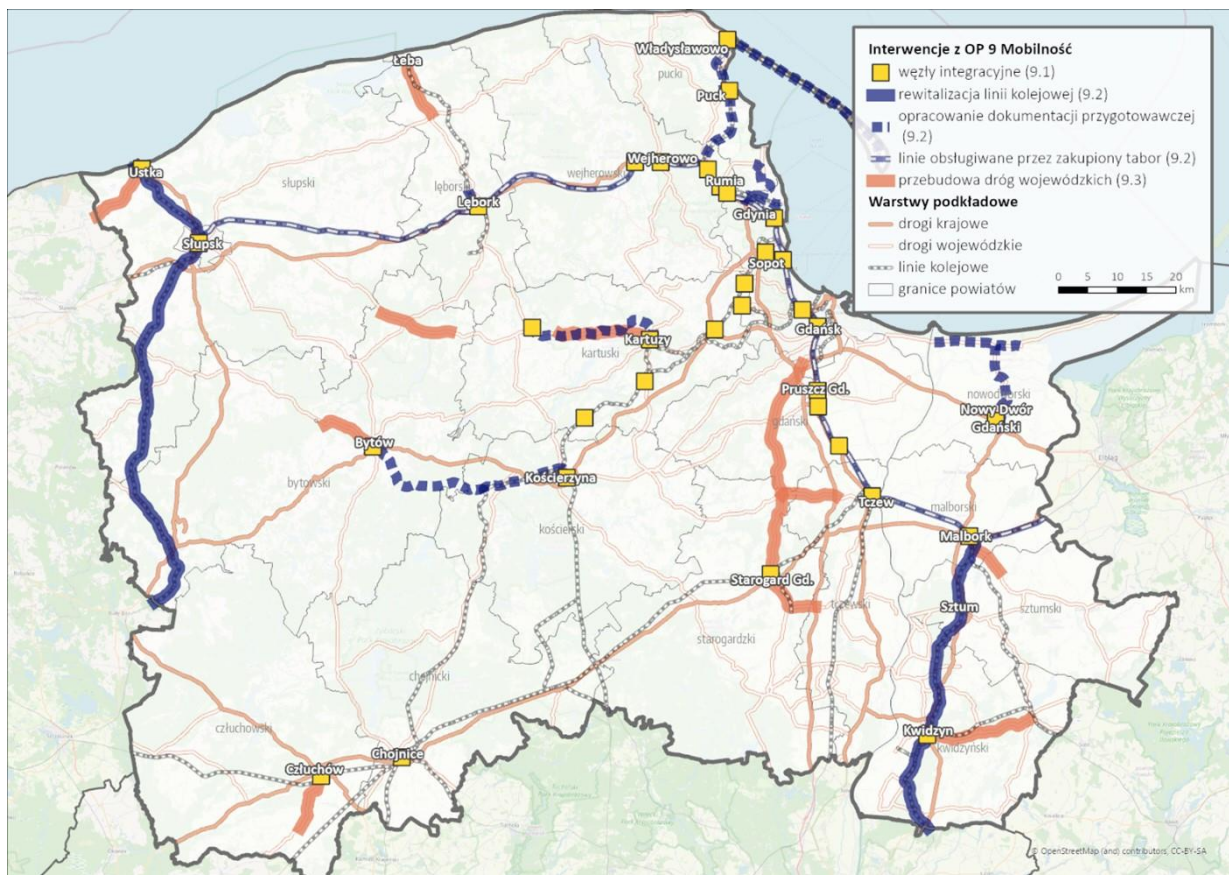 Interwencje z OP 9 Mobilność
węzły integracyjne (9.1)
rewitalizacja linii kolejowej (9.2)
opracowanie dokumentacji przygotowawczej
(9.2)
linie obsługiwane przez zakupiony tabor (9.2)
przebudowa dróg wojewódzkich (9.3)
Warstwy podkładowe
drogi krajowe
drogi wojewódzkie
linie kolejowe
granice powiatów
0 5 10 20
km
Władysławowo
Łeba
pucki
Puck
Wejherowo
Ustka
wejherowski
Rumia
słupski
lęborski
Lębork
Gdynia
Słupsk
Sopot
Gdańsk
Kartuzy
kartuski
Pruszcz Gd.
nowodworski
gdański
Nowy Dwór
Gdański
Bytów
Kościerzyna
bytowski
Tczew
malborski
kościerski
Malbork
Starogard Gd.
Sztum
tczewski
sztumski
starogardzki
chojnicki
człuchowski
Kwidzyn
kwidzyński
Chojnice
Człuchów
© OpenStreetMap (and) contributors, CC-BY-SA